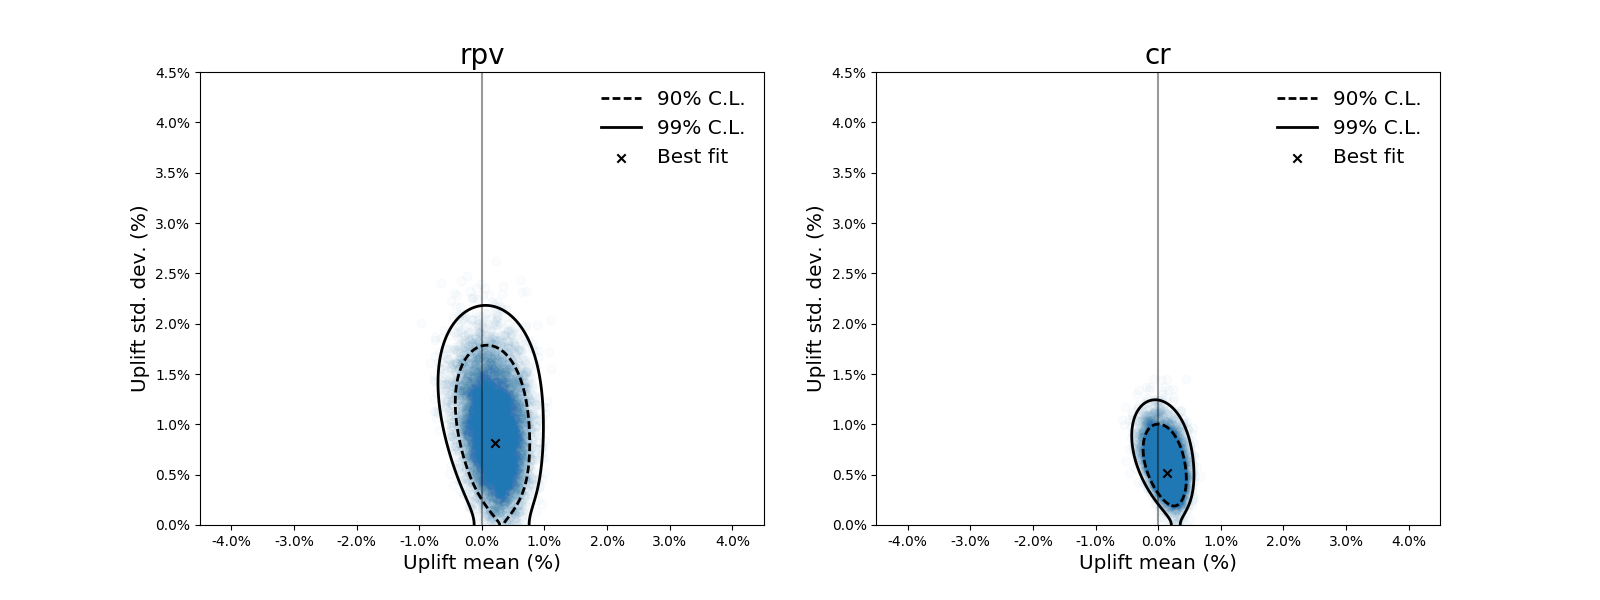 rpv
4.5%
4.0%
3.5%
3.0%
2.5%
2.0%
1.5%
1.0%
0.5%
0.0%
Uplift std. dev. (%)
90% C.L.
99% C.L.
Best fit
-4.0% -3.0% -2.0% -1.0% 0.0% 1.0% 2.0% 3.0% 4.0%
Uplift mean (%)
cr
4.5%
4.0%
3.5%
3.0%
2.5%
2.0%
1.5%
1.0%
0.5%
0.0%
Uplift std. dev. (%)
90% C.L.
99% C.L.
Best fit
-4.0% -3.0% -2.0% -1.0% 0.0% 1.0% 2.0% 3.0% 4.0%
Uplift mean (%)